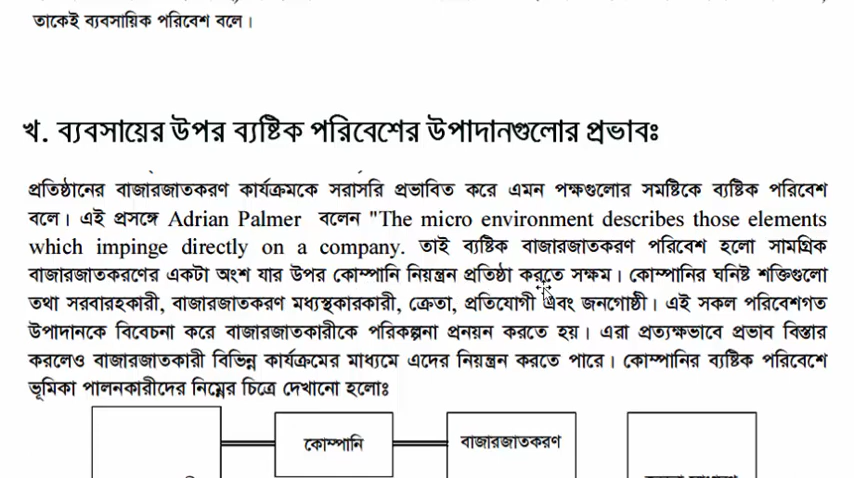 তাকেই ব্যবসায়িক পরিবেশ বলে।
খ. ব্যবসায়ের উপর ব্যষ্টিক পরিবেশের উপাদানগুলোর প্রভাবঃ
প্রতিষ্ঠানের বাজারজাতকরণ কার্যক্রমকে সরাসরি প্রভাবিত করে এমন পক্ষগুলোর সমষ্টিকে ব্যষ্টিক পরিবেশ
বলে। এই প্রসঙ্গে Adrian Palmer বলেন "The micro environment describes those elements
which impinge directly on a company. তাই ব্যষ্টিক বাজারজাতকরণ পরিবেশ হলো সামগ্রিক
বাজারজাতকরণের একটা অংশ যার উপর কোম্পানি নিয়ন্ত্রন প্রতিষ্ঠা করতে সক্ষম। কোম্পানির ঘনিষ্ট শক্তিগুলো
তথা সরবারহকারী, বাজারজাতকরণ মধ্যস্থকারকারী, ক্রেতা, প্রতিযোগী এবং জনগোষ্ঠী। এই সকল পরিবেশগত
উপাদানকে বিবেচনা করে বাজারজাতকারীকে পরিকল্পনা প্রনয়ন করতে হয়। এরা প্রত্যক্ষভাবে প্রভাব বিস্তার
করলেও বাজারজাতকারী বিভিন্ন কার্যক্রমের মাধ্যমে এদের নিয়ন্ত্রন করতে পারে। কোম্পানির ব্যষ্টিক পরিবেশে
ভূমিকা পালনকারীদের নিম্নের চিত্রে দেখানো হলোঃ
কোম্পানি
বাজারজাতকরণ